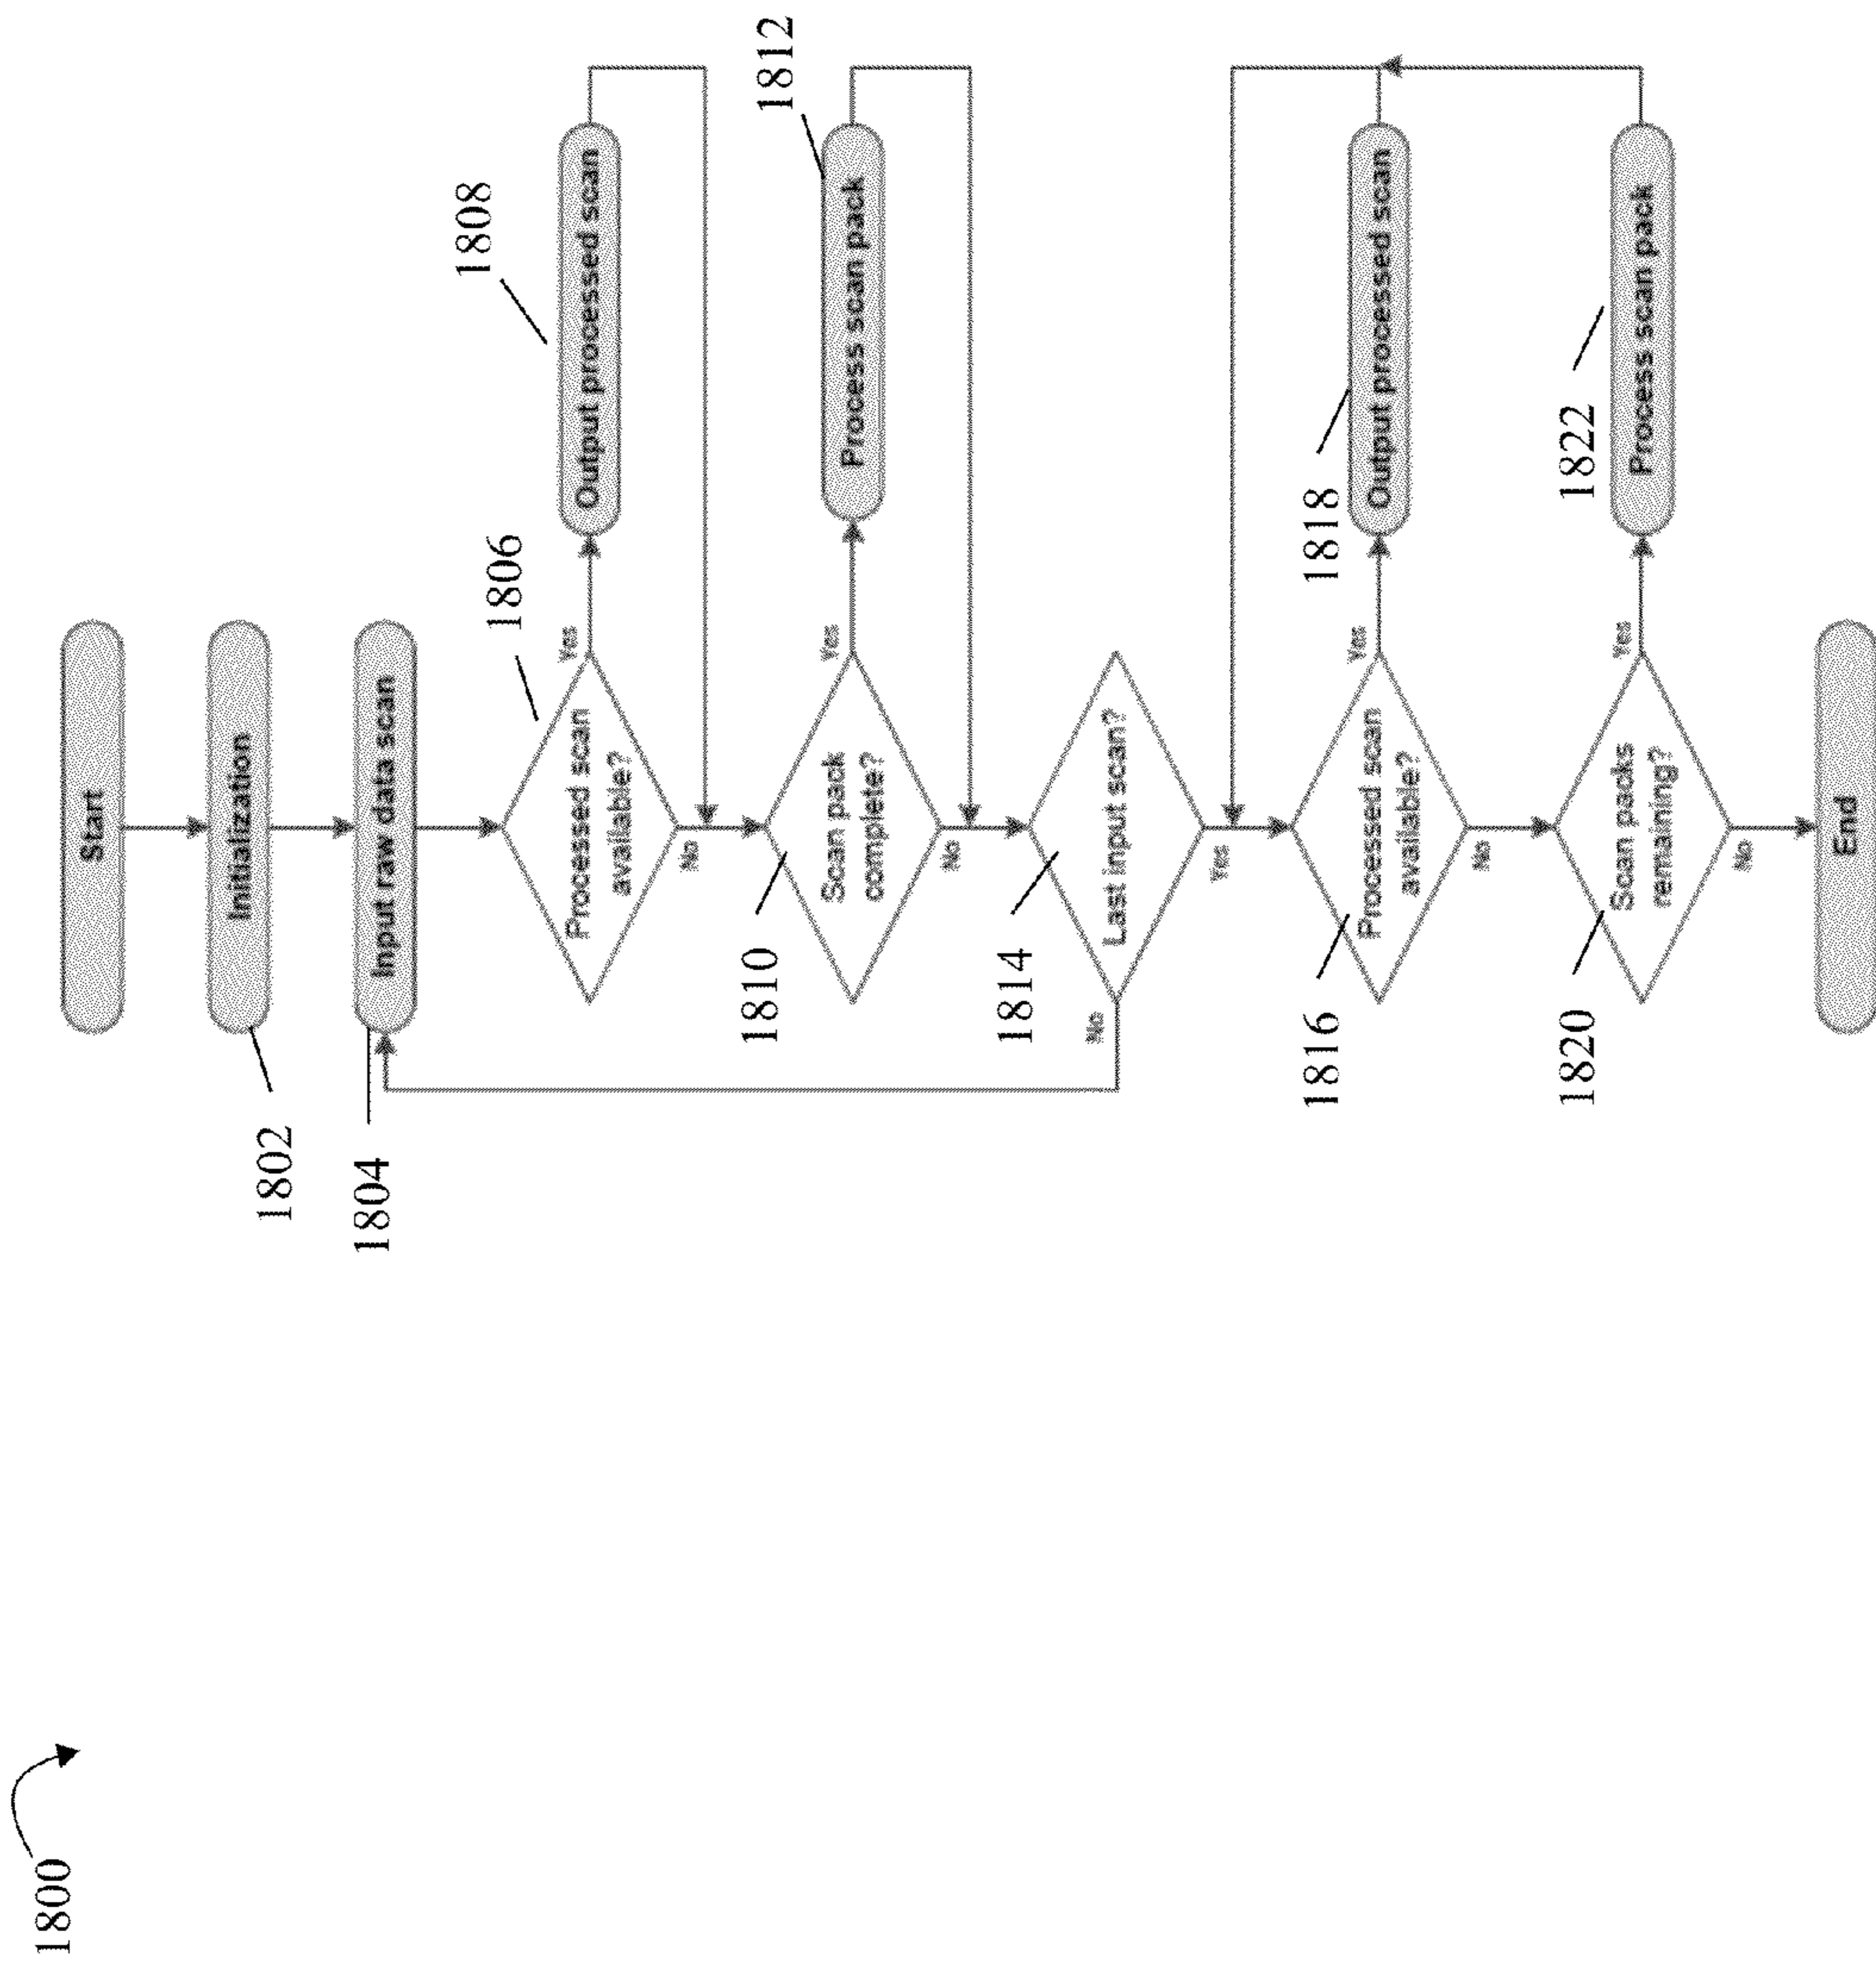 1800
Start
Initialization
1802
Input raw data scan
1804
Processed scan
available?
1806
Yes
No
Output processed scan
1808
Scan pack
complete?
1810
Yes
No
Process scan pack
1812
Last input scan?
1814
No
Yes
Processed scan
available?
1816
Yes
No
Output processed scan
1818
Scan packs
remaining?
1820
Yes
No
Process scan pack
1822
End